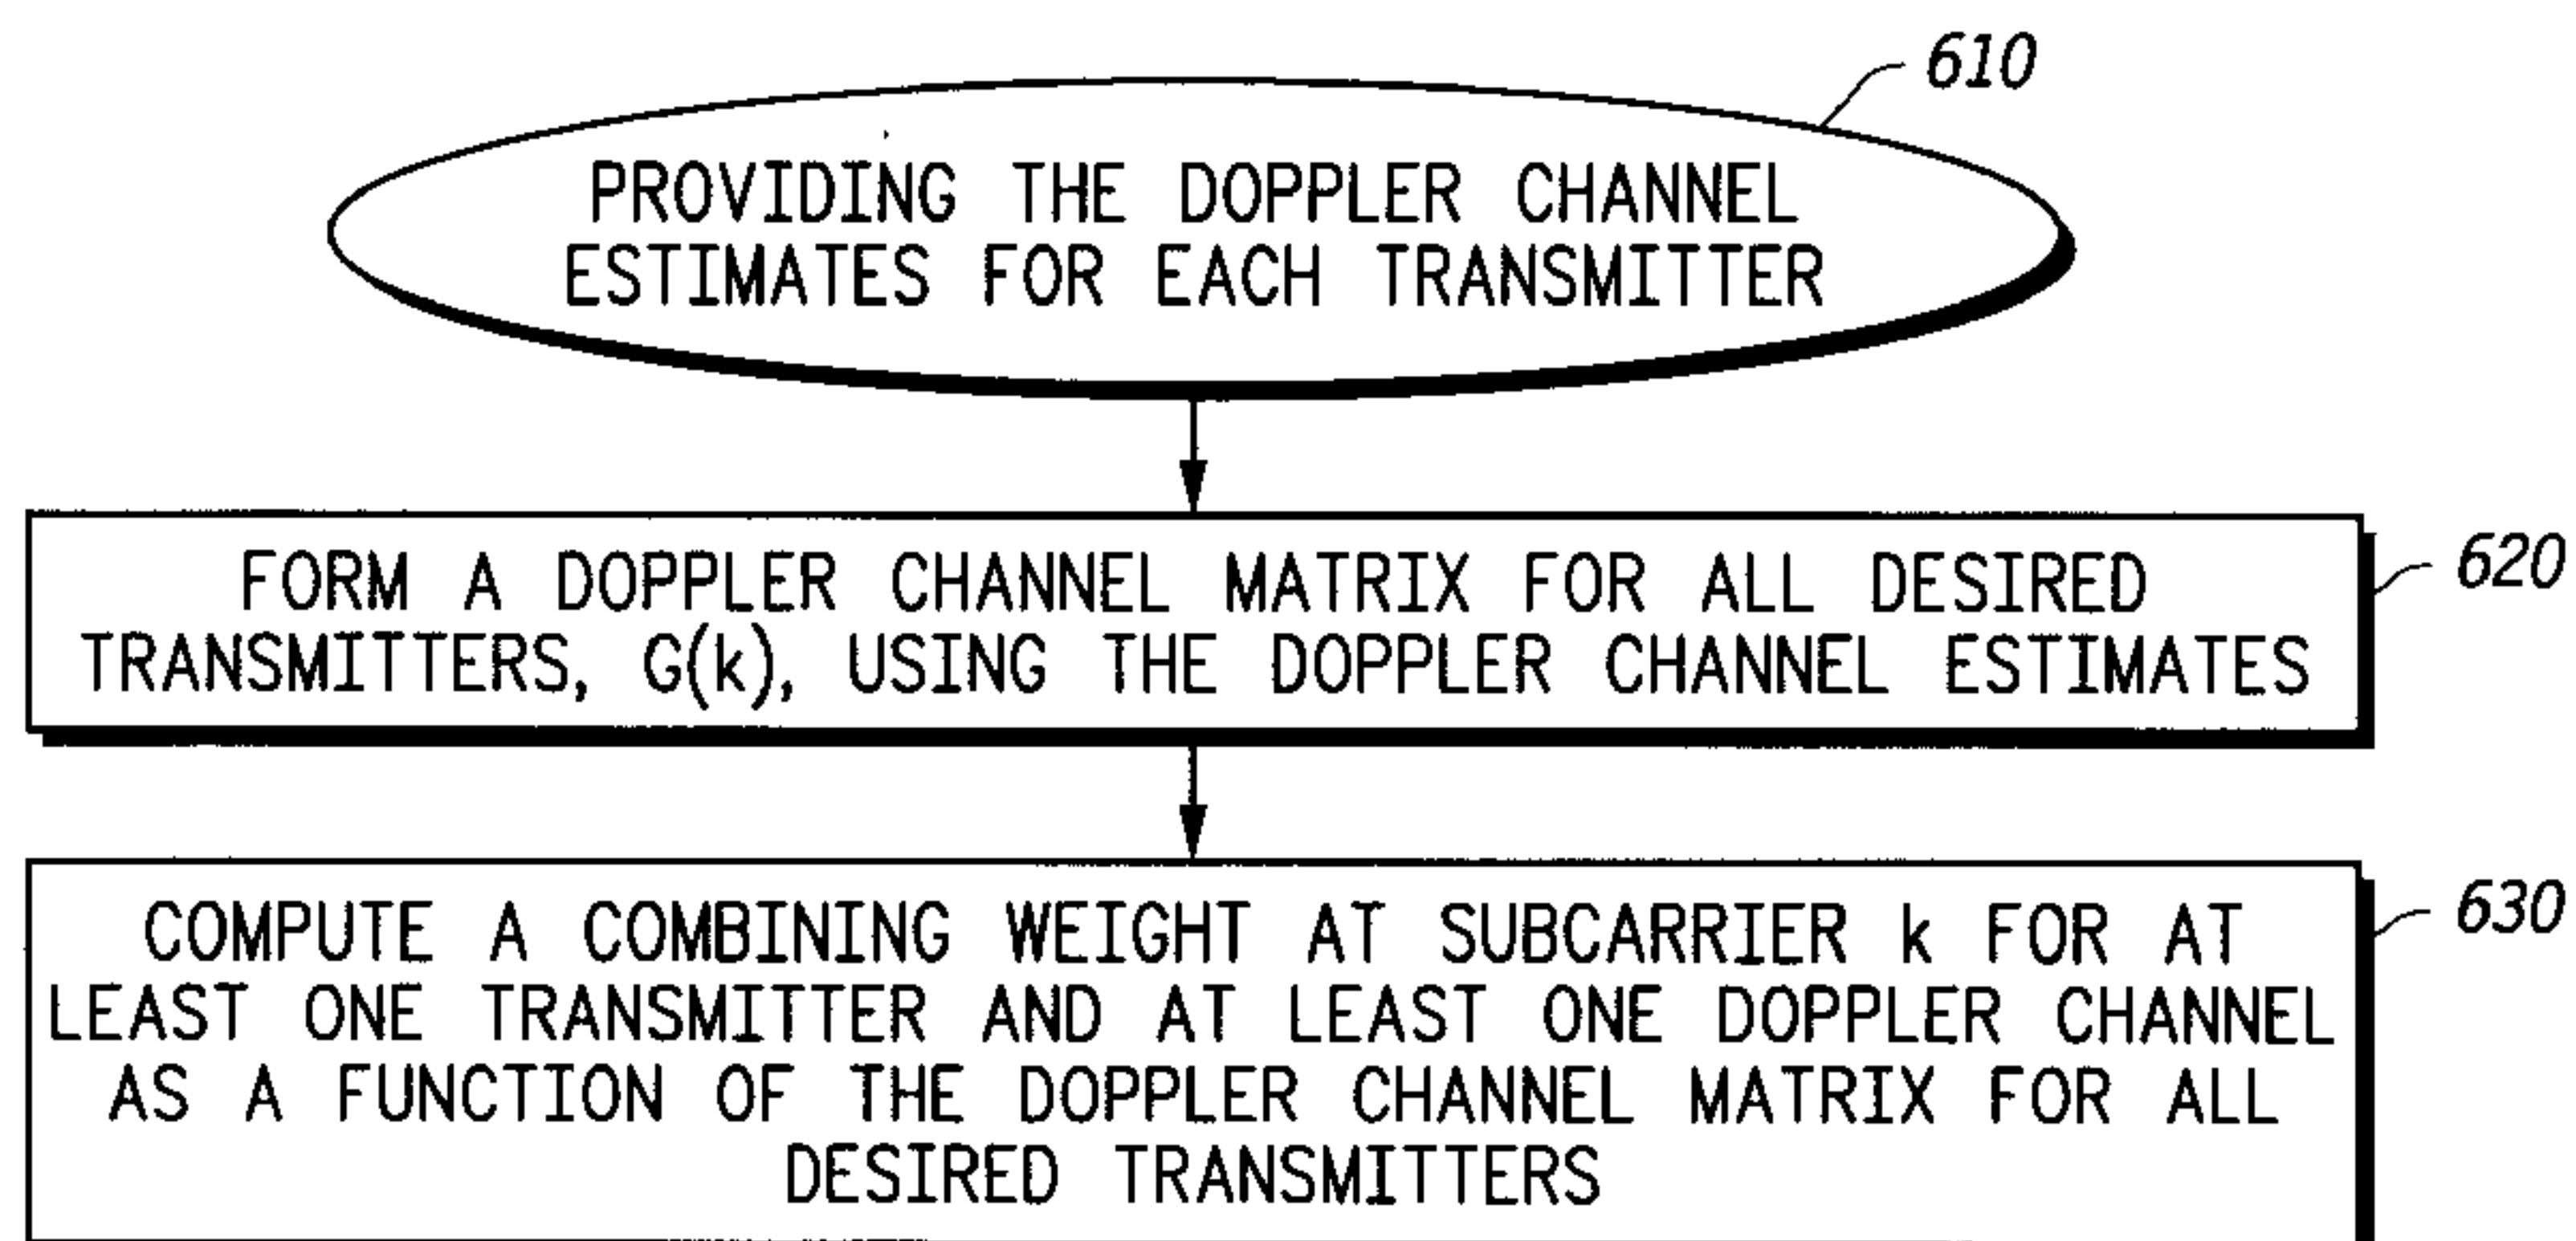 610
PROVIDING THE DOPPLER CHANNEL
ESTIMATES FOR EACH TRANSMITTER
FORM A DOPPLER CHANNEL MATRIX FOR ALL DESIRED
TRANSMITTERS, G(k), USING THE DOPPLER CHANNEL ESTIMATES
620
COMPUTE A COMBINING WEIGHT AT SUBCARRIER k FOR AT
LEAST ONE TRANSMITTER AND AT LEAST ONE DOPPLER CHANNEL
AS A FUNCTION OF THE DOPPLER CHANNEL MATRIX FOR ALL
DESIRED TRANSMITTERS
630